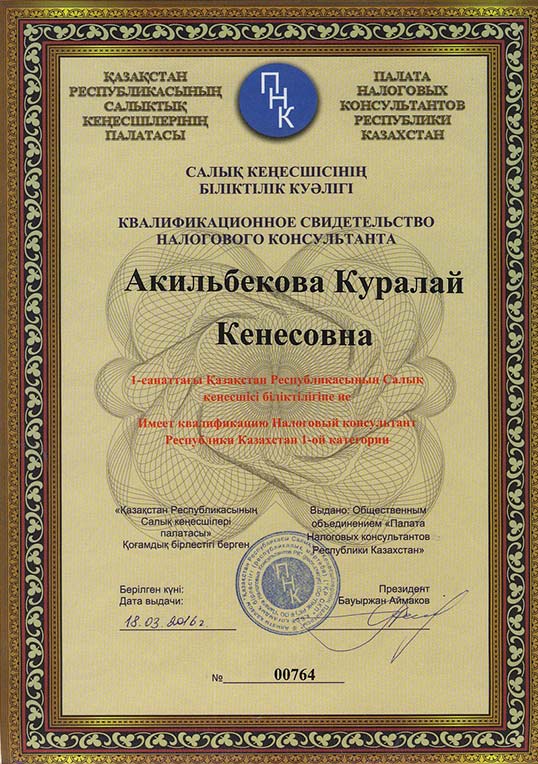 ҚАЗАҚСТАН
РЕСПУБЛИКАСЫНЫҢ
САЛЫҚТЫҚ
КЕҢЕСШІЛЕРІНІҢ
ПАЛАТАСЫ
ПНК
ПАЛАТА
НАЛОГОВЫХ
КОНСУЛЬТАНТОВ
РЕСПУБЛИКИ
КАЗАХСТАН
САЛЫҚ КЕҢЕСШІСІНІҢ
БІЛІКТІЛІК КУӘЛІГІ
КВАЛИФИКАЦИОННОЕ СВИДЕТЕЛЬСТВО
НАЛОГОВОГО КОНСУЛЬТАНТА
Акильбекова Куралай
Кенесовна
1-санаттағы Қазақстан Республикасының Салық
кеңесшісі біліктілігіне ие
Имеет квалификацию Налоговый консультант
Республики Казахстан 1-ой категории
«Қазақстан Республикасының
Салық кеңесшілері
палатасы»
Қоғамдық бірлестігі берген
Выдано: Общественным
объединением «Палата
Налоговых консультантов
Республики Казахстан»
ПНК
Берілген күні:
Дата выдачи:
18.03.2016г.
Президент
Бауыржан Аймаков
№ 00764